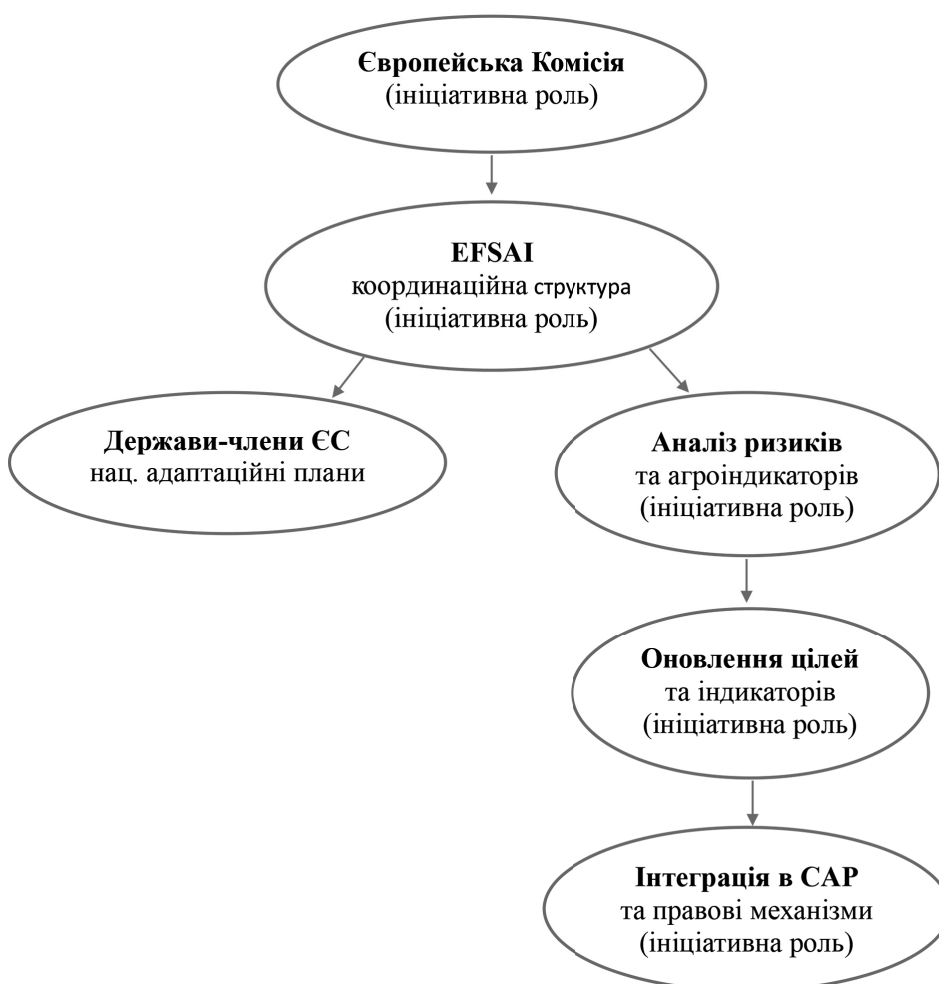 Європейська Комісія
(ініціативна роль)
EFSAI
координаційна структура
(ініціативна роль)
Держави-члени ЄС
нац. адаптаційні плани
Аналіз ризиків
та агроіндикаторів
(ініціативна роль)
Оновлення цілей
та індикаторів
(ініціативна роль)
Інтеграція в CAP
та правові механізми
(ініціативна роль)